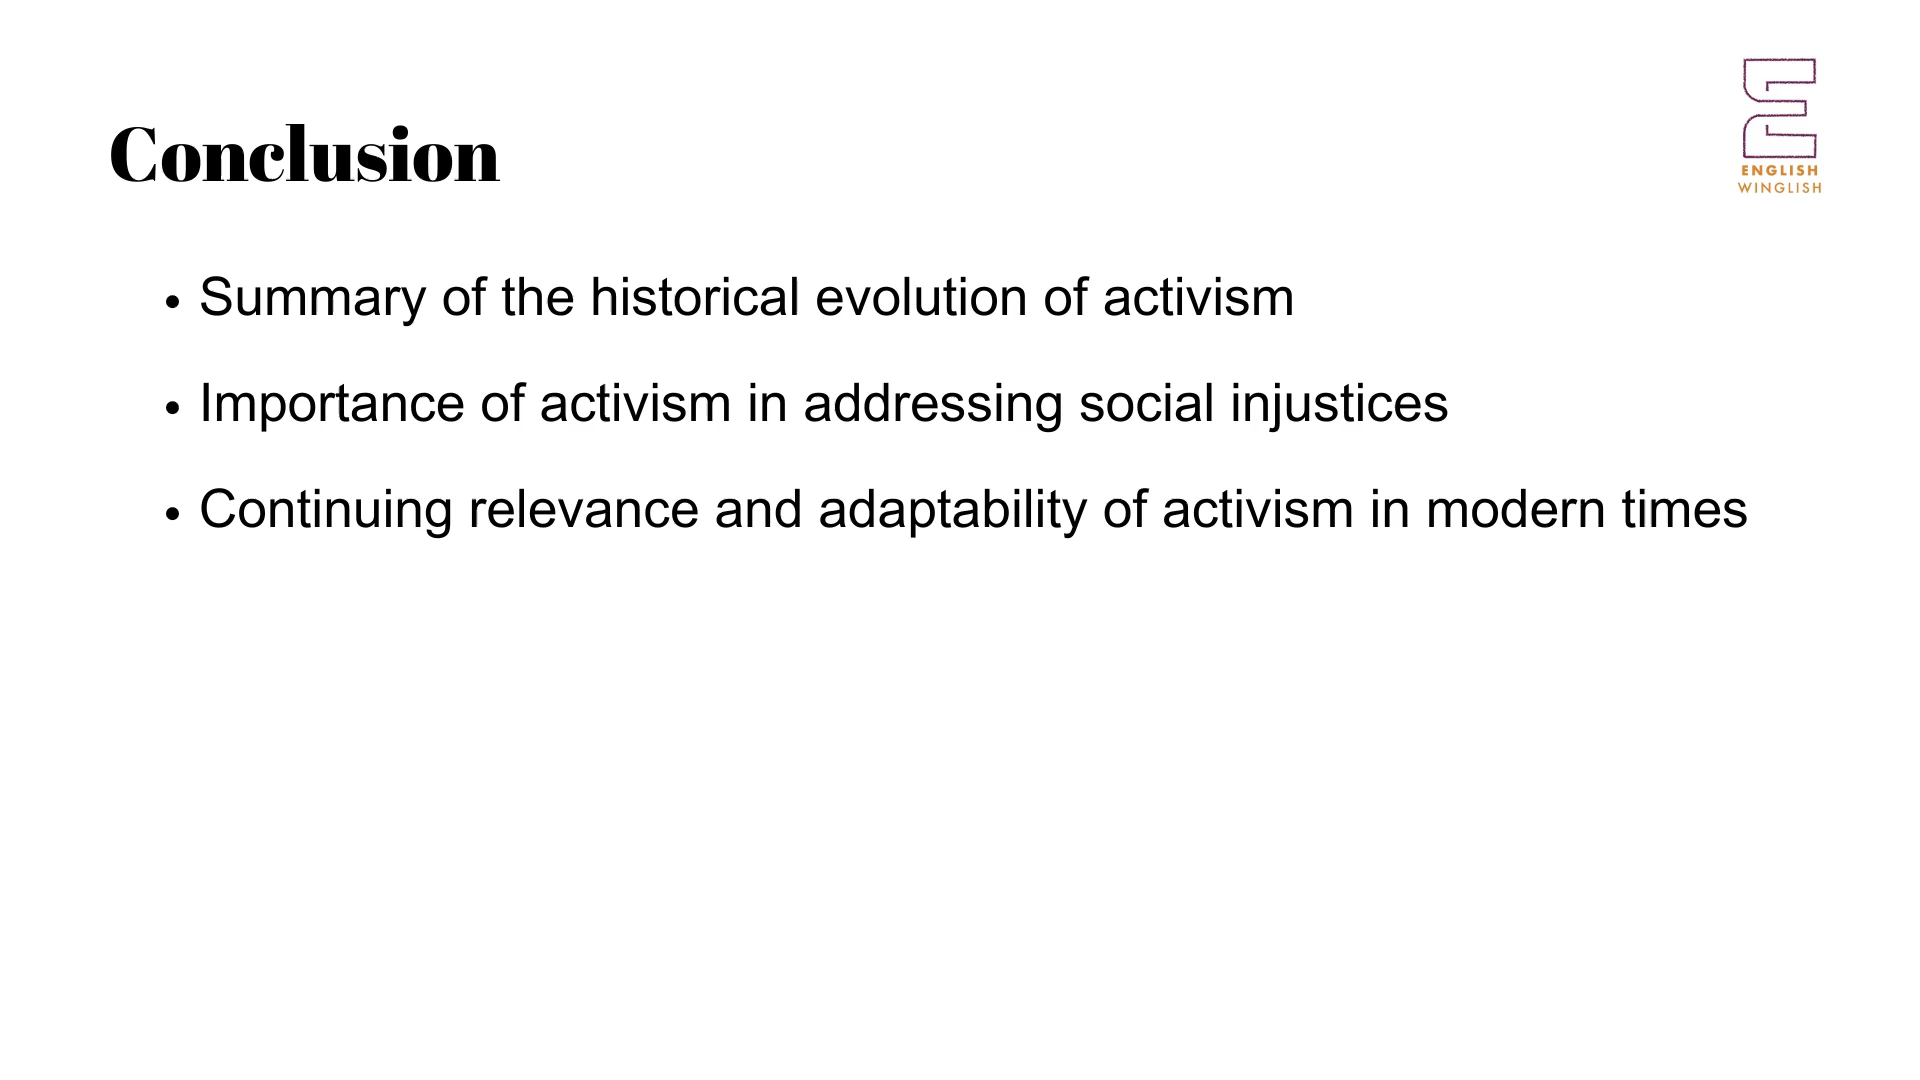 Conclusion
ENGLISH
WINGLISH
• Summary of the historical evolution of activism
• Importance of activism in addressing social injustices
• Continuing relevance and adaptability of activism in modern times